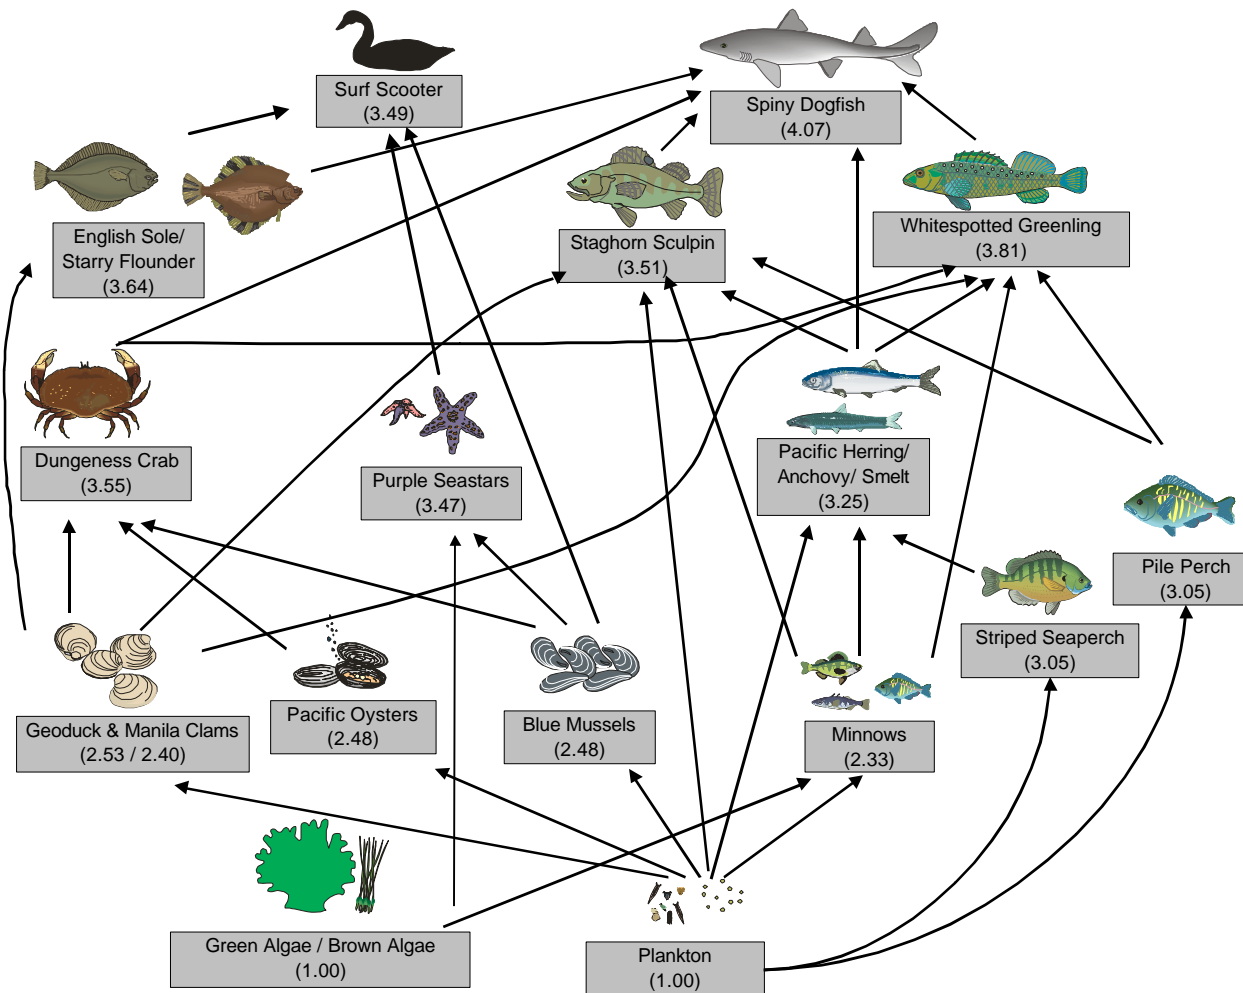 Surf Scooter
(3.49)
Spiny Dogfish
(4.07)
English Sole/
Starry Flounder
(3.64)
Staghorn Sculpin
(3.51)
Whitespotted Greenling
(3.81)
Dungeness Crab
(3.55)
Purple Seastars
(3.47)
Pacific Herring/
Anchovy/ Smelt
(3.25)
Pile Perch
(3.05)
Striped Seaperch
(3.05)
Geoduck & Manila Clams
(2.53 / 2.40)
Pacific Oysters
(2.48)
Blue Mussels
(2.48)
Minnows
(2.33)
Green Algae / Brown Algae
(1.00)
Plankton
(1.00)